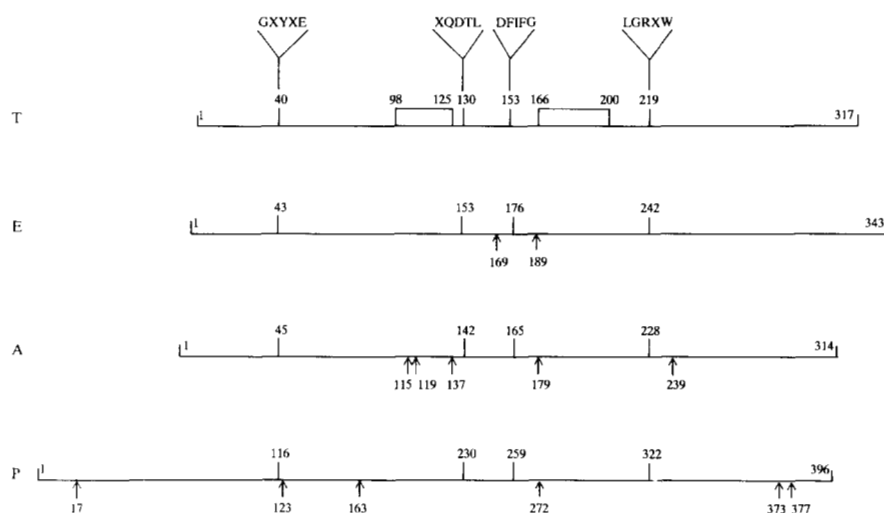 GXYXE XQDTL DFIFG LGRXW
40 98 125 130 153 166 200 219
T 1 317
43 153 176 242
E 1 343
169 189
45 142 165 228
A 1 314
115 119 137 179 239
116 230 259 322
P 1 396
17 123 163 272 373 377